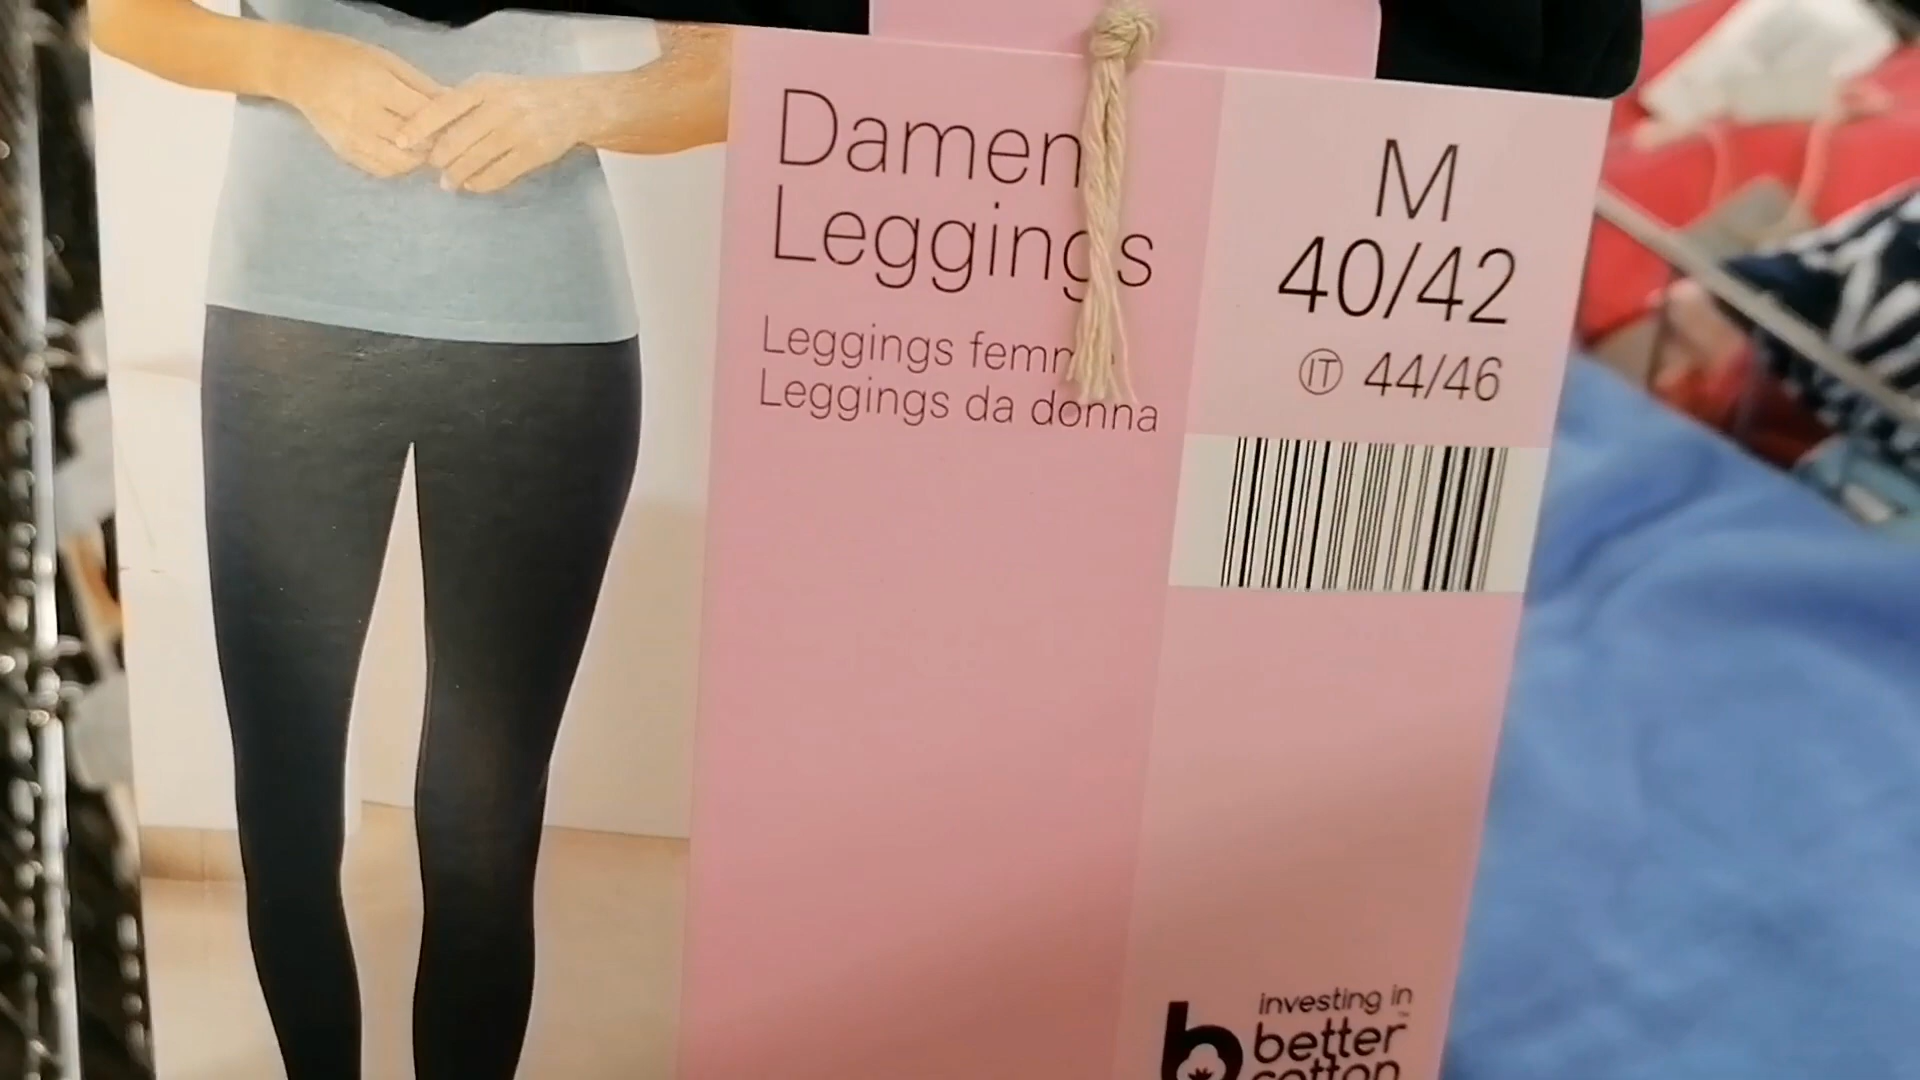 Damen
Leggings
Leggings femme
Leggings da donna
M
40/42
IT 44/46
investing in
better
cotton